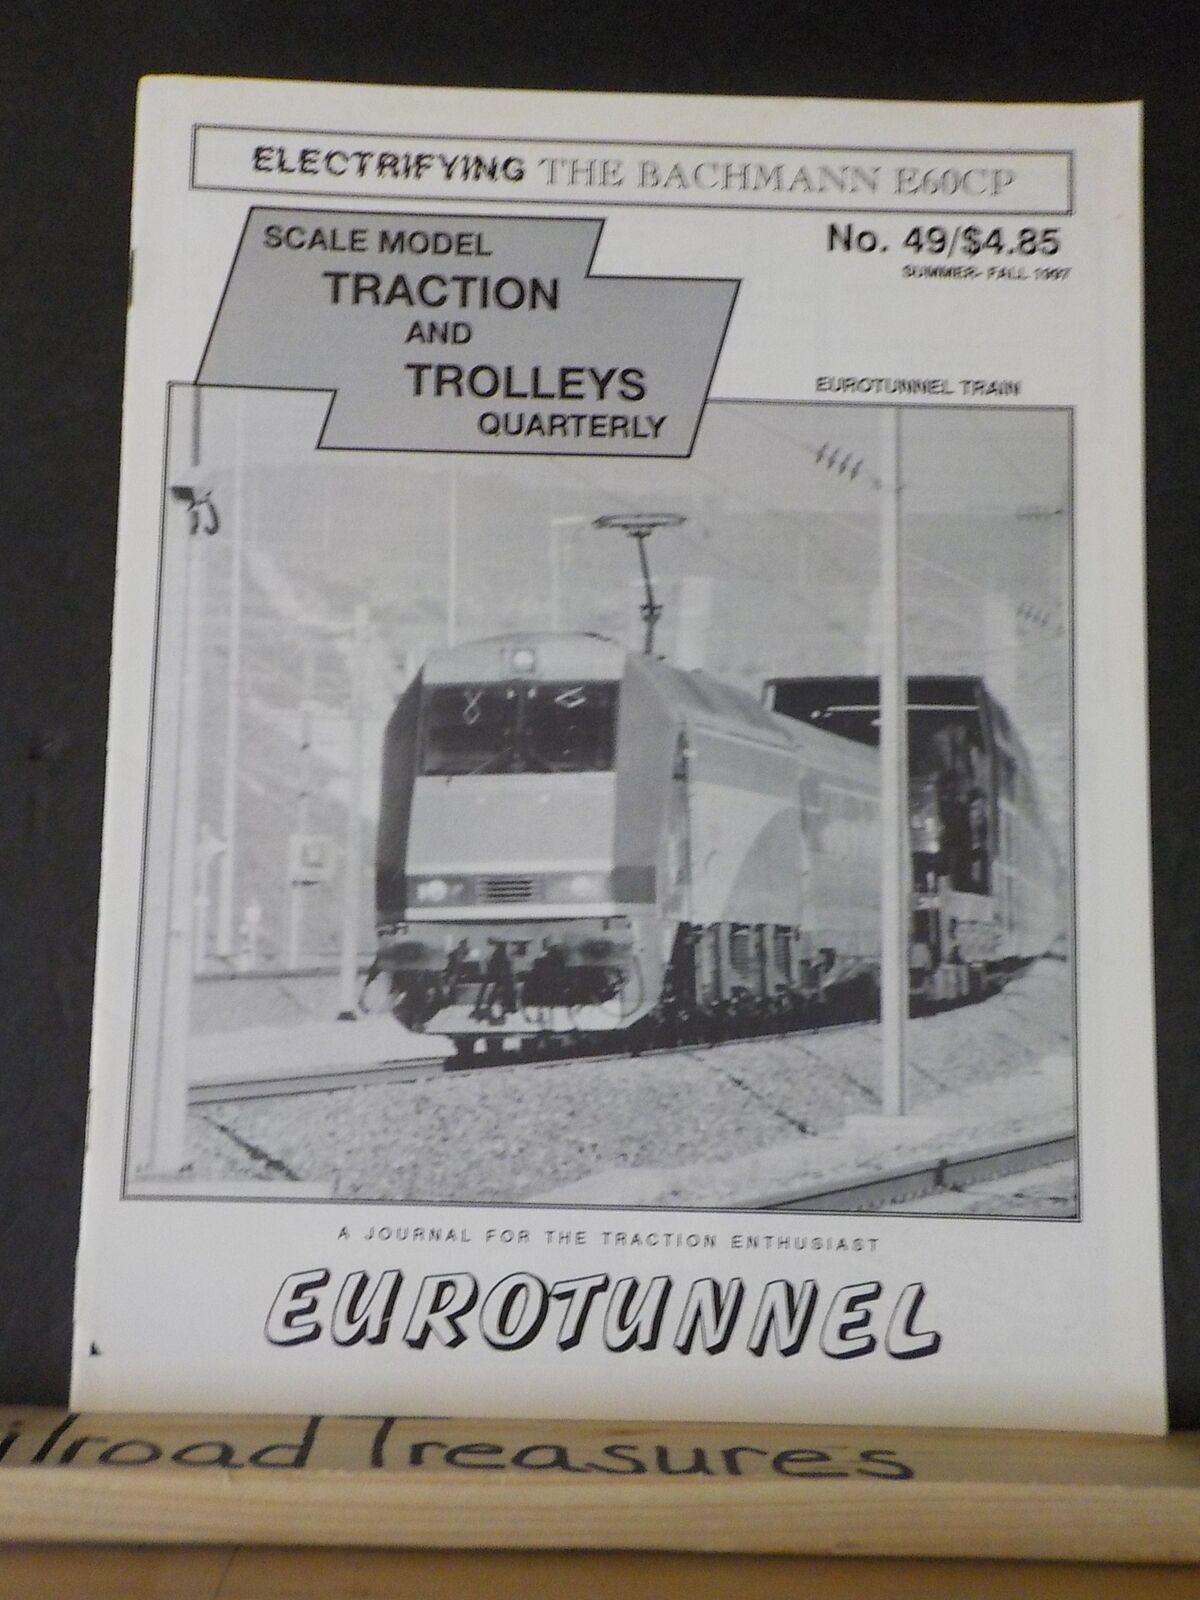 ELECTRIFYING THE BACHMANN E60CP
SCALE MODEL
TRACTION
AND
TROLLEYS
QUARTERLY
No. 49/$4.85
SUMMER- FALL 1997
EUROTUNNEL TRAIN
A JOURNAL FOR THE TRACTION ENTHUSIAST
EUROTUNNEL
ilroad Treasures